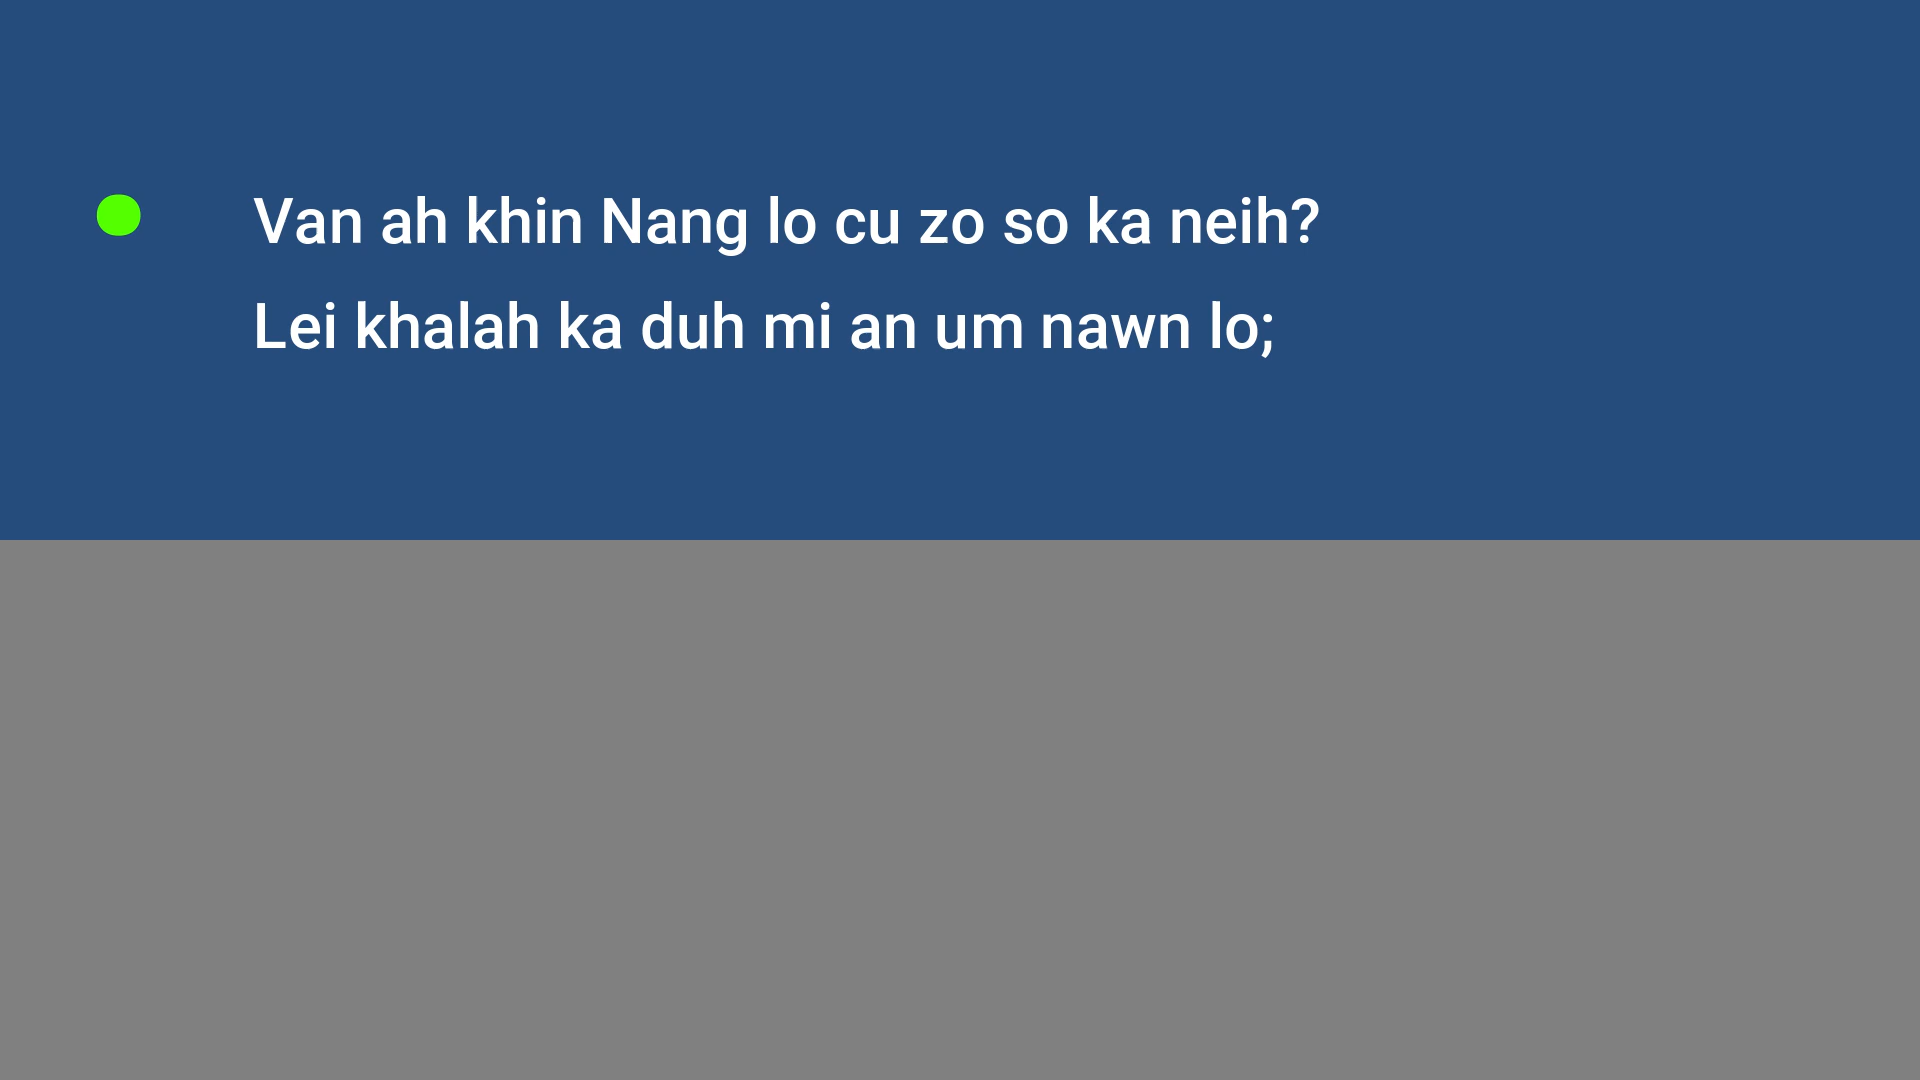 Van ah khin Nang lo cu zo so ka neih?
Lei khalah ka duh mi an um nawn lo;